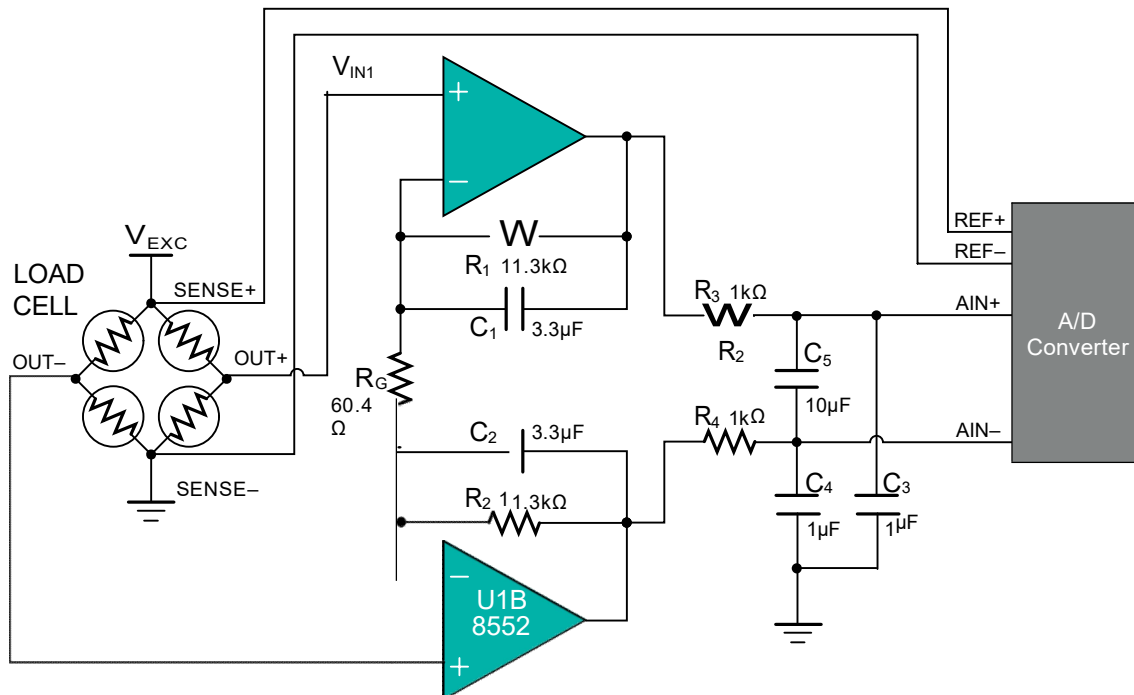 V_IN1
+
−
REF+
REF−
V_EXC
LOAD
CELL
SENSE+
W
R1 11.3kΩ
R3 1kΩ
AIN+
A/D
Converter
C1
3.3µF
R2
OUT−
OUT+
C5
RG
60.4
Ω
10µF
R4 1kΩ
C2
3.3µF
AIN−
SENSE−
R2 11.3kΩ
C4
C3
1µF
1µF
−
U1B
8552
+